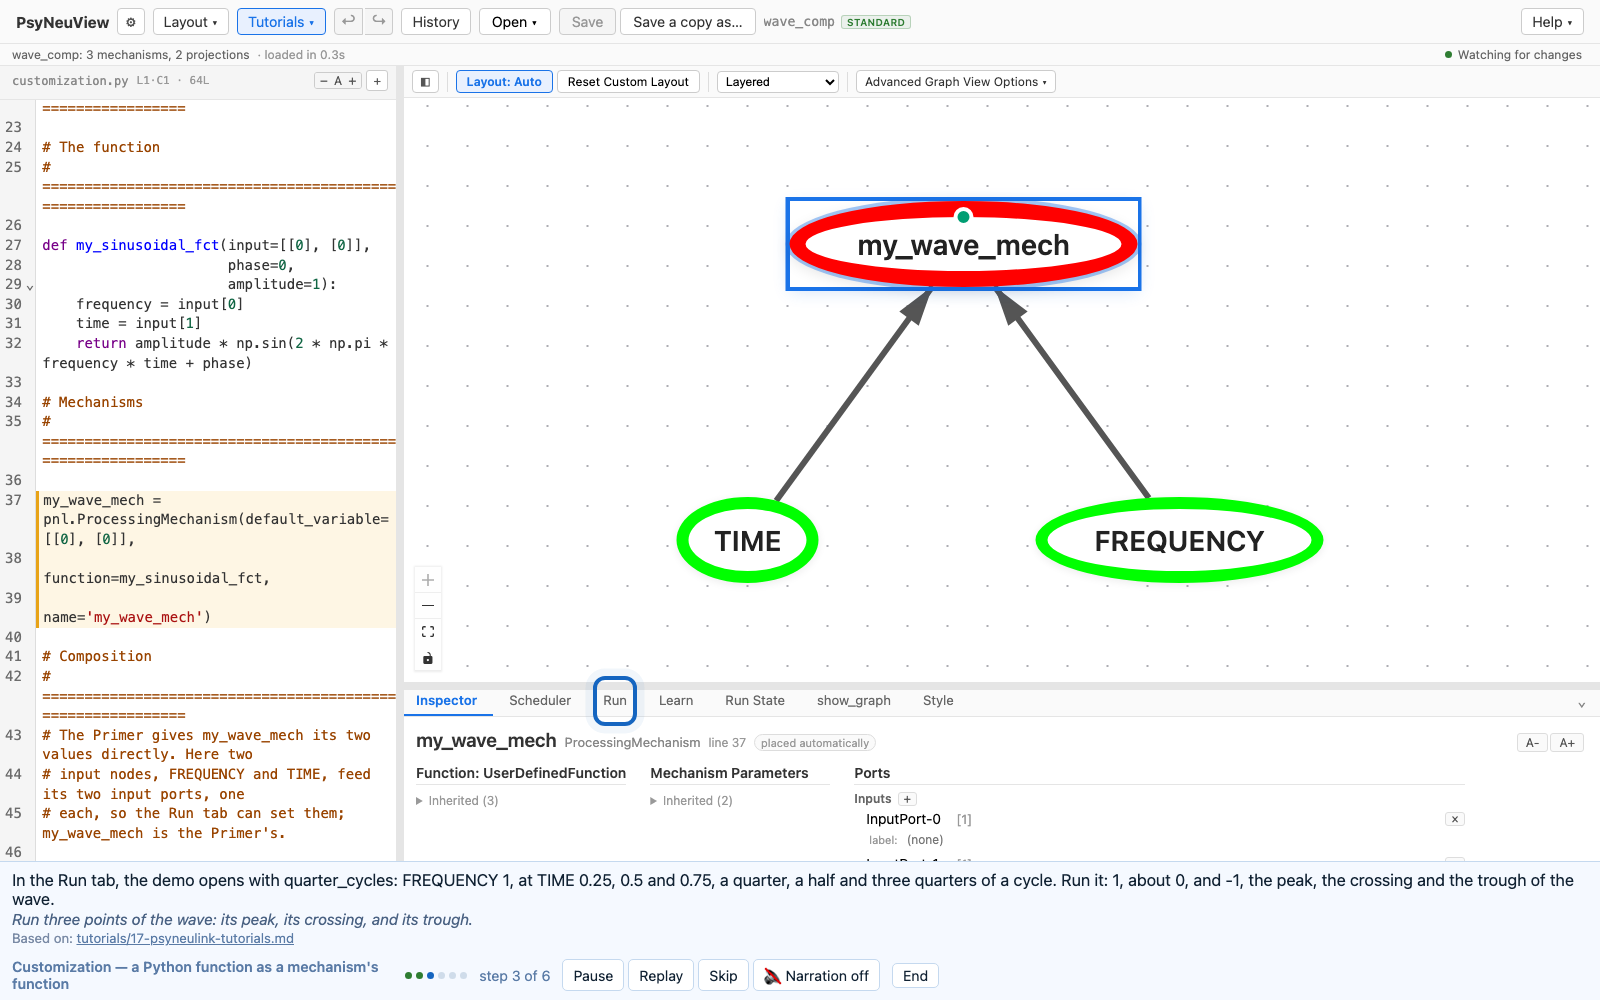 PsyNeuView ⚙ Layout ▾ Tutorials ▾ ↩ ↪ History Open ▾ Save Save a copy as... wave_comp STANDARD Help ▾
wave_comp: 3 mechanisms, 2 projections · loaded in 0.3s Watching for changes
customization.py L1:C1 · 64L − A + +
Layout: Auto Reset Custom Layout Layered Advanced Graph View Options ▾
=================
23
24 # The function
25 #
==========================================
=================
26
27 def my_sinusoidal_fct(input=[[0], [0]],
28 phase=0,
29 amplitude=1):
30 frequency = input[0]
31 time = input[1]
32 return amplitude * np.sin(2 * np.pi *
frequency * time + phase)
33
34 # Mechanisms
35 #
==========================================
=================
36
37 my_wave_mech =
pnl.ProcessingMechanism(default_variable=
[[0], [0]],
38
function=my_sinusoidal_fct,
39
name='my_wave_mech')
40
41 # Composition
42 #
==========================================
=================
43 # The Primer gives my_wave_mech its two
values directly. Here two
44 # input nodes, FREQUENCY and TIME, feed
its two input ports, one
45 # each, so the Run tab can set them;
my_wave_mech is the Primer's.
46
my_wave_mech
TIME
FREQUENCY
Inspector Scheduler Run Learn Run State show_graph Style
my_wave_mech ProcessingMechanism line 37 placed automatically A- A+
Function: UserDefinedFunction Mechanism Parameters Ports
▸ Inherited (3) ▸ Inherited (2) Inputs +
InputPort-0 [1] x
label: (none)
In the Run tab, the demo opens with quarter_cycles: FREQUENCY 1, at TIME 0.25, 0.5 and 0.75, a quarter, a half and three quarters of a cycle. Run it: 1, about 0, and -1, the peak, the crossing and the trough of the
wave.
Run three points of the wave: its peak, its crossing, and its trough.
Based on: tutorials/17-psyneulink-tutorials.md
Customization — a Python function as a mechanism's
function
step 3 of 6 Pause Replay Skip Narration off End